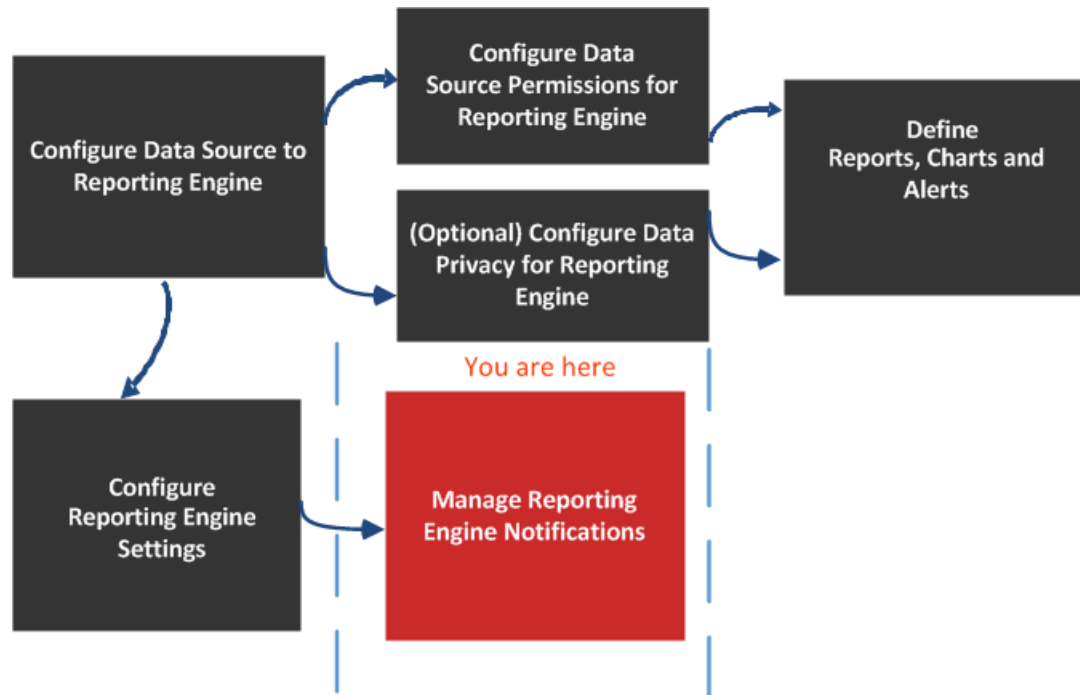 Configure Data Source to
Reporting Engine
Configure Data
Source Permissions for
Reporting Engine
(Optional) Configure Data
Privacy for Reporting
Engine
Define
Reports, Charts and
Alerts
You are here
Configure
Reporting Engine
Settings
Manage Reporting
Engine Notifications